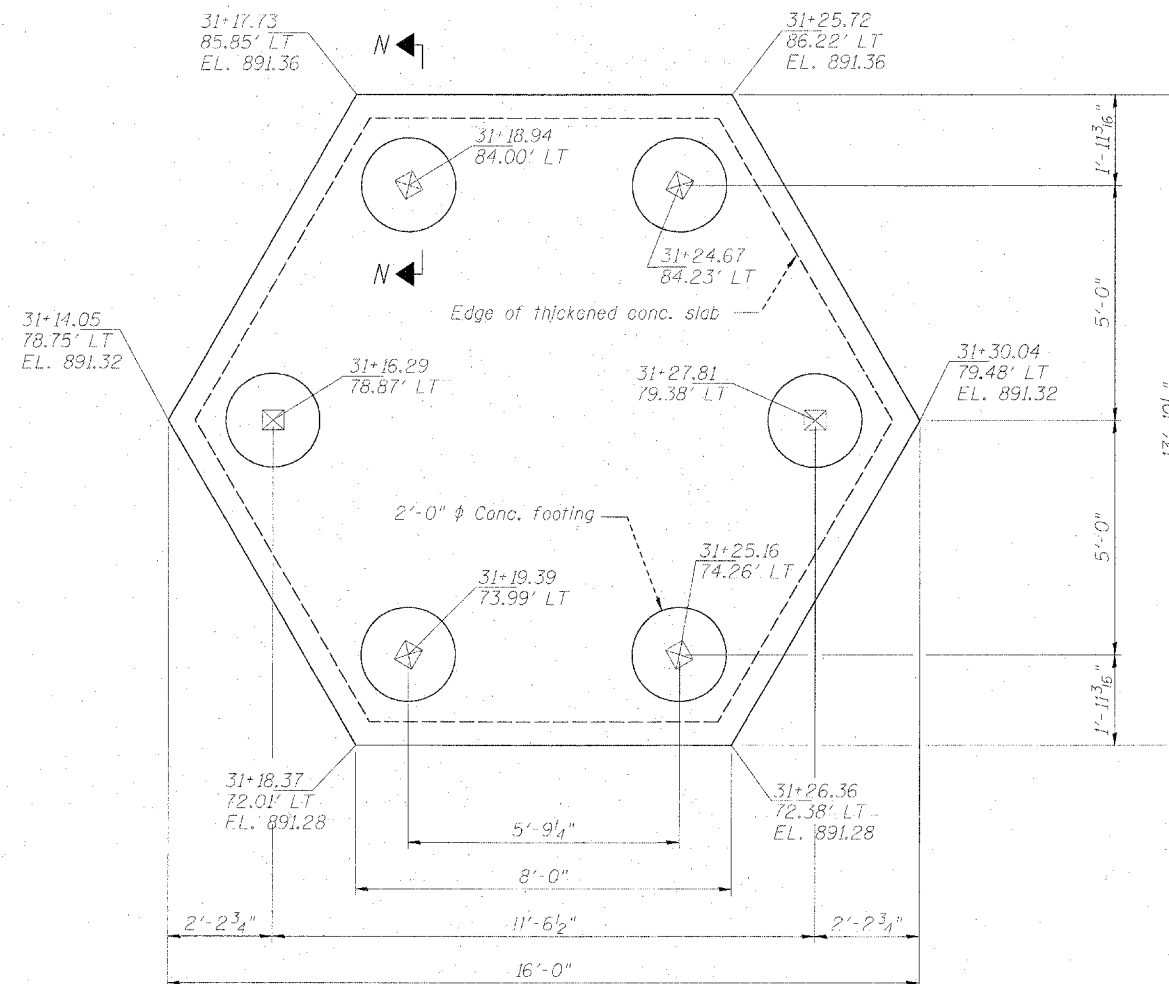 31+17.73
85.85' LT
EL. 891.36
N
31+25.72
86.22' LT
EL. 891.36
31+18.94
84.00' LT
1'-11 3/16"
N
31+24.67
84.23' LT
Edge of thickened conc. slab
5'-0"
31+14.05
78.75' LT
EL. 891.32
31+16.29
78.87' LT
31+27.81
79.38' LT
31+30.04
79.48' LT
EL. 891.32
2'-0" ϕ Conc. footing
5'-0"
31+19.39
73.99' LT
31+25.16
74.26' LT
1'-11 3/16"
31+18.37
72.01' LT
EL. 891.28
31+26.36
72.38' LT
EL. 891.28
5'-9 1/4"
8'-0"
2'-2 3/4"
11'-6 1/2"
2'-2 3/4"
16'-0"